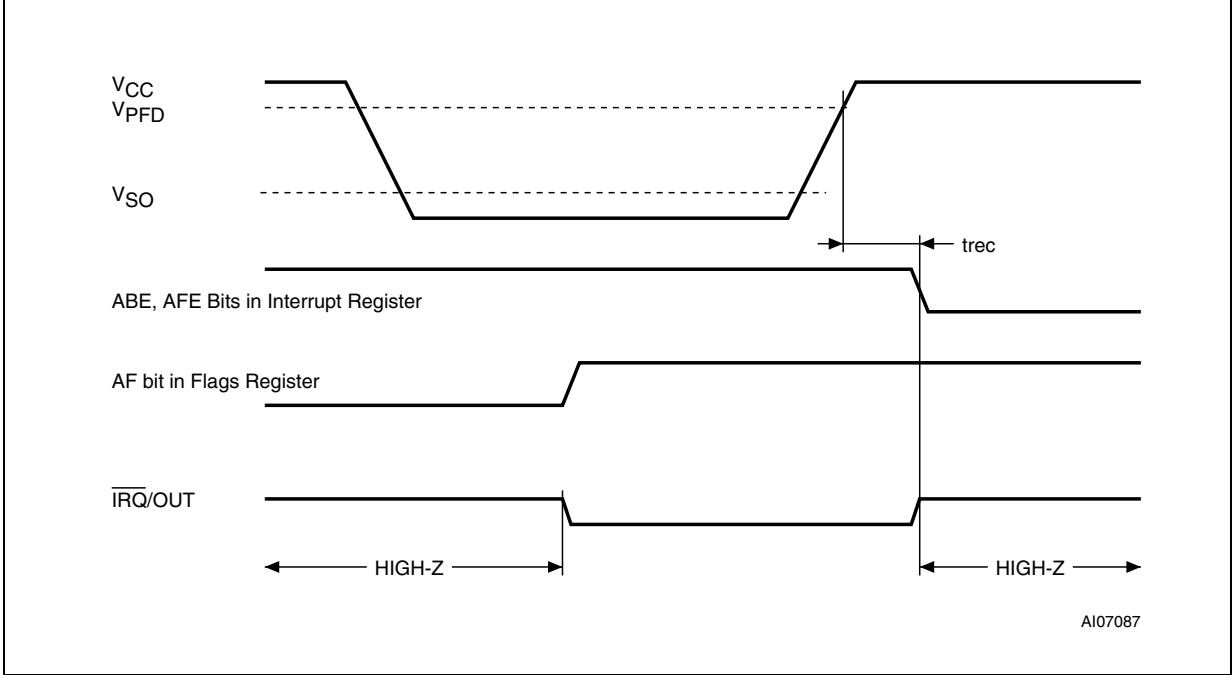 VCC
VPFD
VSO
trec
ABE, AFE Bits in Interrupt Register
AF bit in Flags Register
IRQ/OUT
HIGH-Z
HIGH-Z
AI07087